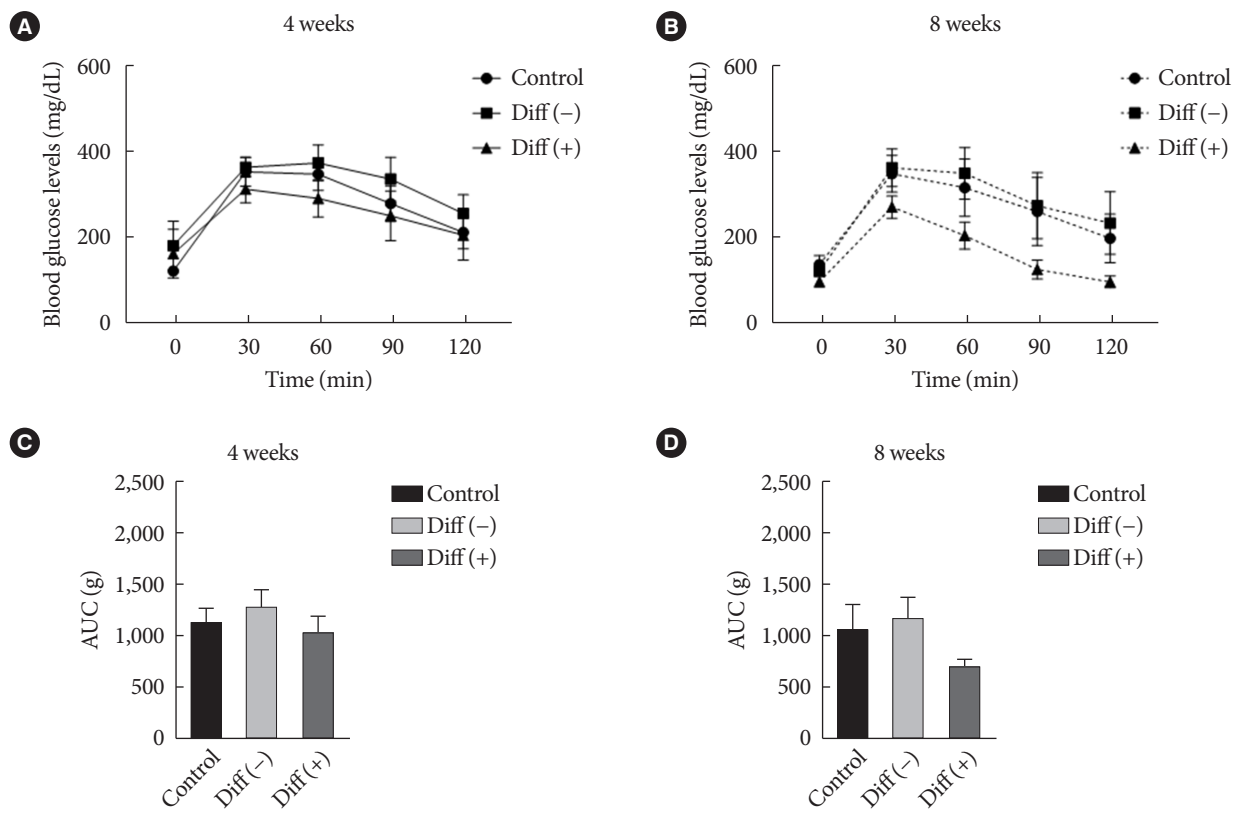 A
4 weeks
Blood glucose levels (mg/dL)
600
400
200
0
0 30 60 90 120
Time (min)
Control
Diff (−)
Diff (+)
B
8 weeks
Blood glucose levels (mg/dL)
600
400
200
0
0 30 60 90 120
Time (min)
Control
Diff (−)
Diff (+)
C
4 weeks
AUC (g)
2,500
2,000
1,500
1,000
500
0
Control
Diff (−)
Diff (+)
Control
Diff (−)
Diff (+)
D
8 weeks
AUC (g)
2,500
2,000
1,500
1,000
500
0
Control
Diff (−)
Diff (+)
Control
Diff (−)
Diff (+)